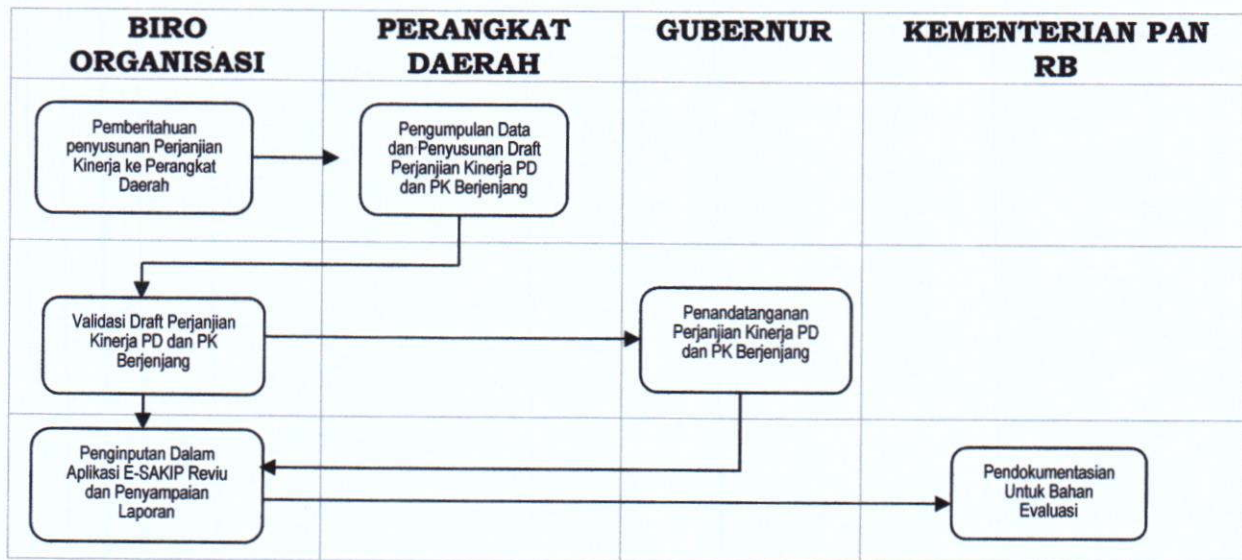 BIRO
ORGANISASI
PERANGKAT
DAERAH
GUBERNUR
KEMENTERIAN PAN
RB
Pemberitahuan
penyusunan Perjanjian
Kinerja ke Perangkat
Daerah
Pengumpulan Data
dan Penyusunan Draft
Perjanjian Kinerja PD
dan PK Berjenjang
Validasi Draft Perjanjian
Kinerja PD dan PK
Berjenjang
Penandatanganan
Perjanjian Kinerja PD
dan PK Berjenjang
Penginputan Dalam
Aplikasi E-SAKIP Reviu
dan Penyampaian
Laporan
Pendokumentasian
Untuk Bahan
Evaluasi